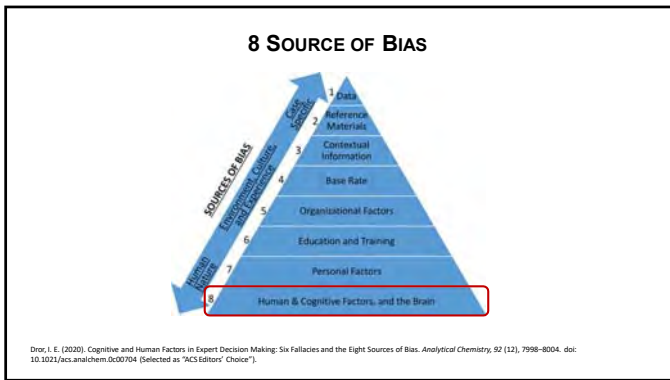 8 SOURCE OF BIAS
SOURCES OF BIAS
Case
Specific
Environment, Culture,
and Experience
Human
Nature
1 Data
2 Reference
Materials
3 Contextual
Information
4 Base Rate
5 Organizational Factors
6 Education and Training
7 Personal Factors
8 Human & Cognitive Factors, and the Brain
Dror, I. E. (2020). Cognitive and Human Factors in Expert Decision Making: Six Fallacies and the Eight Sources of Bias. Analytical Chemistry, 92 (12), 7998–8004. doi:
10.1021/acs.analchem.0c00704 (Selected as "ACS Editors' Choice").